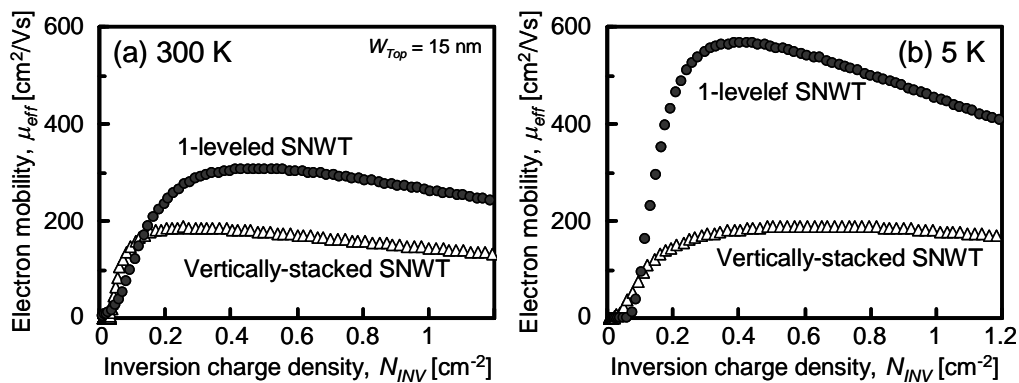 (a) 300 K
W_Top = 15 nm
1-leveled SNWT
Vertically-stacked SNWT
Electron mobility, μ_eff [cm²/Vs]
600
400
200
0
0 0.2 0.4 0.6 0.8 1
Inversion charge density, N_INV [cm⁻²]
(b) 5 K
1-levelef SNWT
Vertically-stacked SNWT
Electron mobility, μ_eff [cm²/Vs]
600
400
200
0
0 0.2 0.4 0.6 0.8 1 1.2
Inversion charge density, N_INV [cm⁻²]